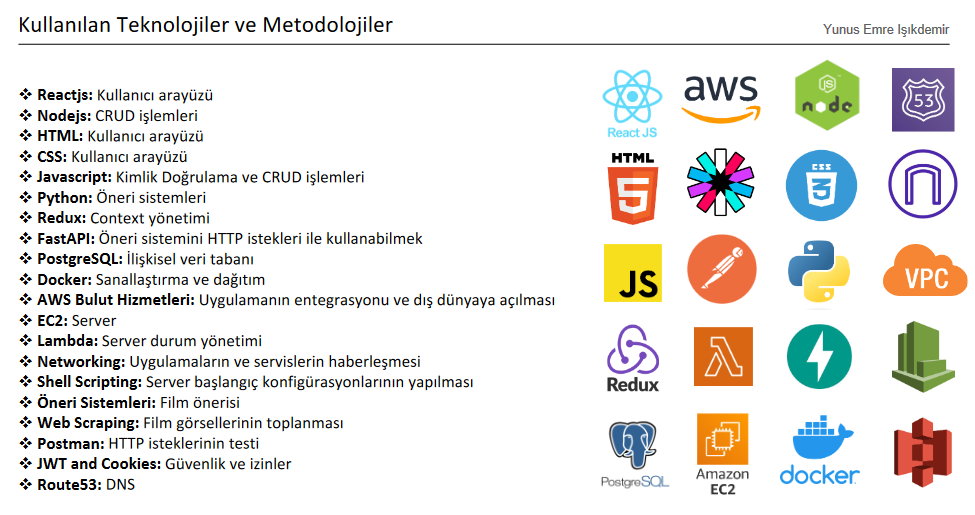 Kullanılan Teknolojiler ve Metodolojiler
Yunus Emre Işıkdemir
❖ Reactjs: Kullanıcı arayüzü
❖ Nodejs: CRUD işlemleri
❖ HTML: Kullanıcı arayüzü
❖ CSS: Kullanıcı arayüzü
❖ Javascript: Kimlik Doğrulama ve CRUD işlemleri
❖ Python: Öneri sistemleri
❖ Redux: Context yönetimi
❖ FastAPI: Öneri sistemini HTTP istekleri ile kullanabilmek
❖ PostgreSQL: İlişkisel veri tabanı
❖ Docker: Sanallaştırma ve dağıtım
❖ AWS Bulut Hizmetleri: Uygulamanın entegrasyonu ve dış dünyaya açılması
❖ EC2: Server
❖ Lambda: Server durum yönetimi
❖ Networking: Uygulamaların ve servislerin haberleşmesi
❖ Shell Scripting: Server başlangıç konfigürasyonlarının yapılması
❖ Öneri Sistemleri: Film önerisi
❖ Web Scraping: Film görsellerinin toplanması
❖ Postman: HTTP isteklerinin testi
❖ JWT and Cookies: Güvenlik ve izinler
❖ Route53: DNS
React JS
aws
JS
node
53
HTML
5
CSS
3
JS
VPC
Redux
PostgreSQL
Amazon
EC2
docker